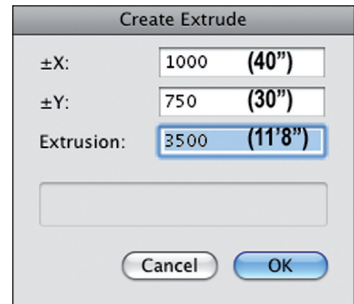 Create Extrude
±X: 1000 (40”)
±Y: 750 (30”)
Extrusion: 3500 (11’8”)
Cancel OK